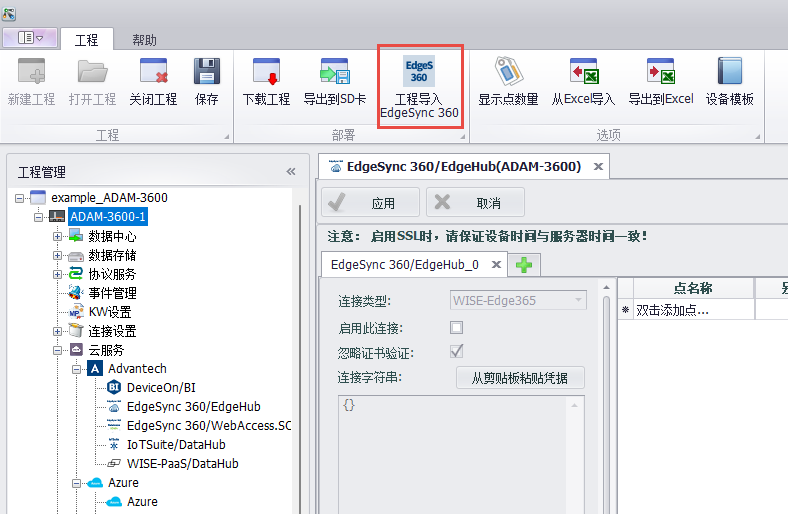 工程
帮助
新建工程
打开工程
关闭工程
保存
下载工程
导出到SD卡
EdgeS
360
工程导入
EdgeSync 360
显示点数量
从Excel导入
导出到Excel
设备模板
工程
部署
选项
工程管理
example_ADAM-3600
ADAM-3600-1
数据中心
数据存储
协议服务
事件管理
KW设置
连接设置
云服务
Advantech
DeviceOn/BI
EdgeSync 360/EdgeHub
EdgeSync 360/WebAccess.SC
IoTSuite/DataHub
WISE-PaaS/DataHub
Azure
Azure
EdgeSync 360/EdgeHub(ADAM-3600)
应用
取消
注意： 启用SSL时，请保证设备时间与服务器时间一致！
EdgeSync 360/EdgeHub_0
连接类型:
WISE-Edge365
启用此连接:
忽略证书验证:
连接字符串:
从剪贴板粘贴凭据
{}
点名称
双击添加点...